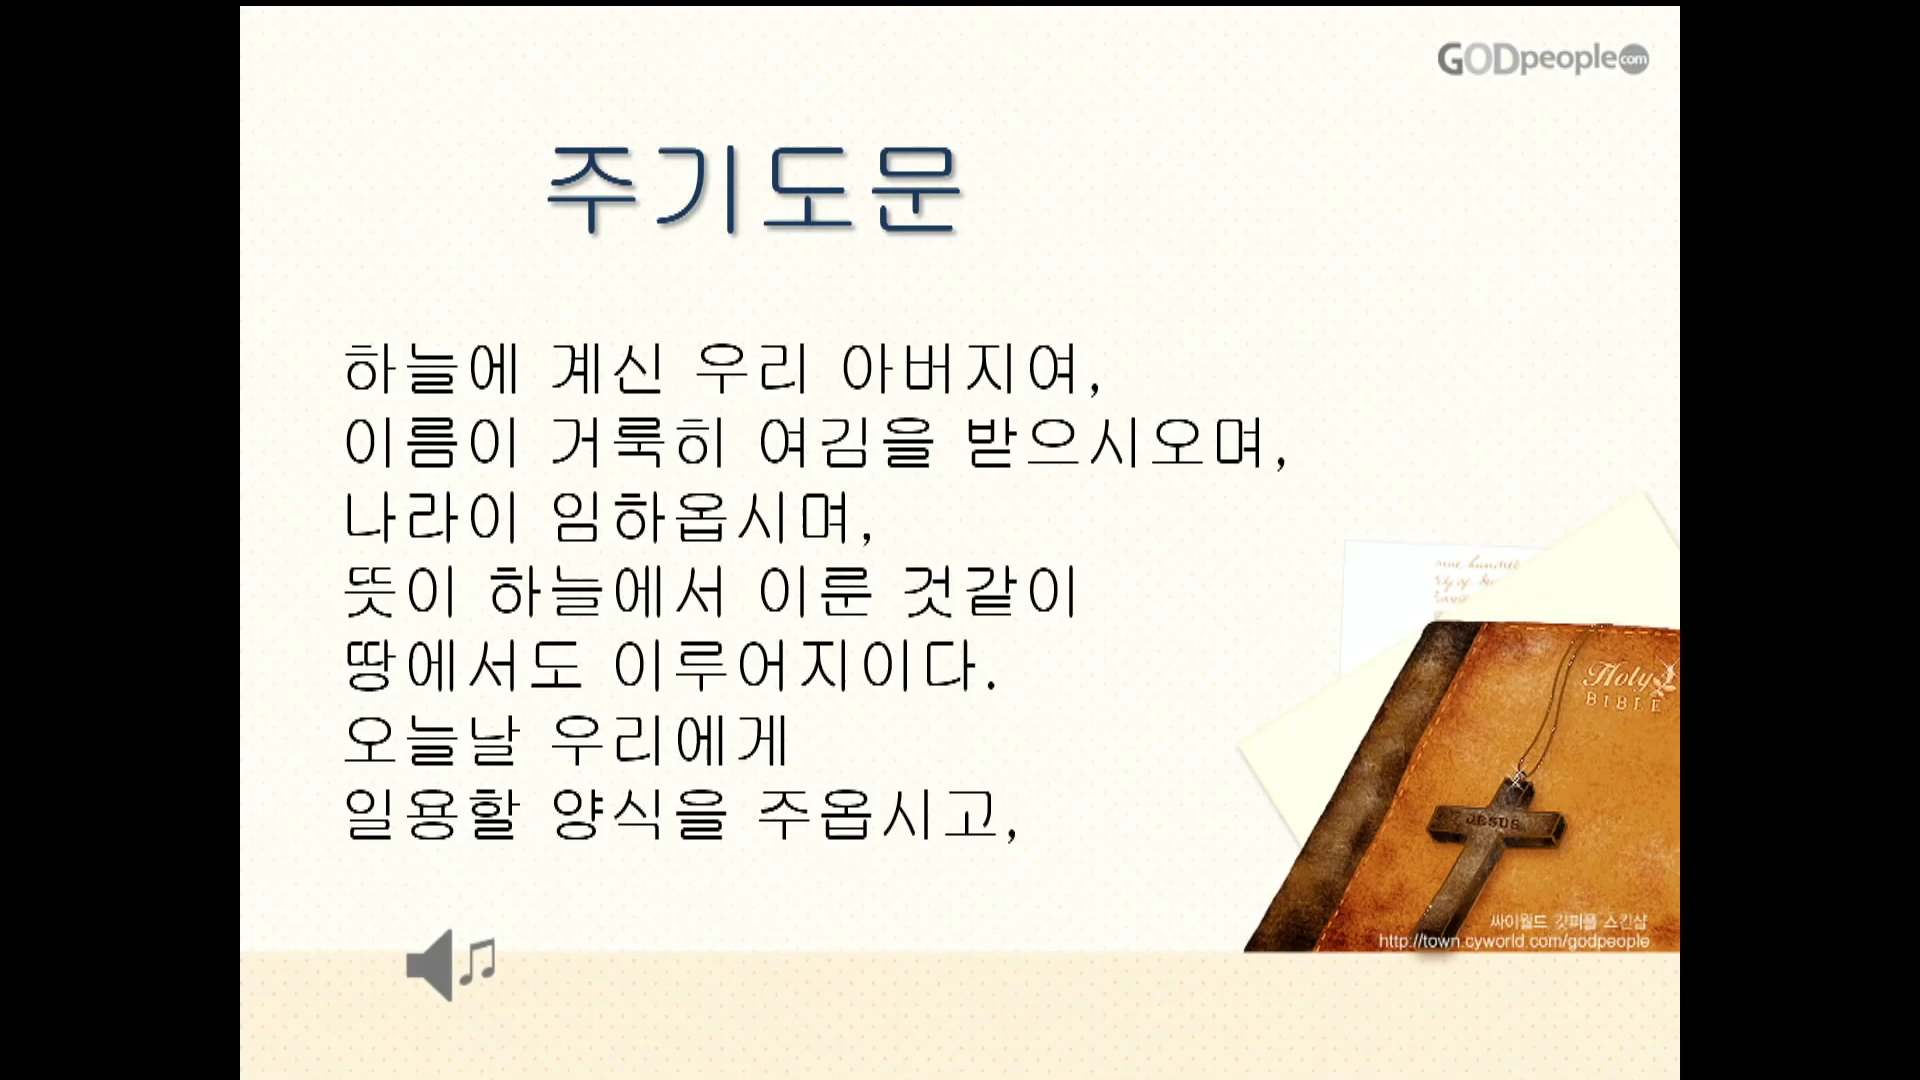 GODpeople.com
주기도문
하늘에 계신 우리 아버지여,
이름이 거룩히 여김을 받으시오며,
나라이 임하옵시며,
뜻이 하늘에서 이룬 것같이
땅에서도 이루어지이다.
오늘날 우리에게
일용할 양식을 주옵시고,
Holy
BIBLE
JESUS
싸이월드 갓피플 스킨샵
http://town.cyworld.com/godpeople